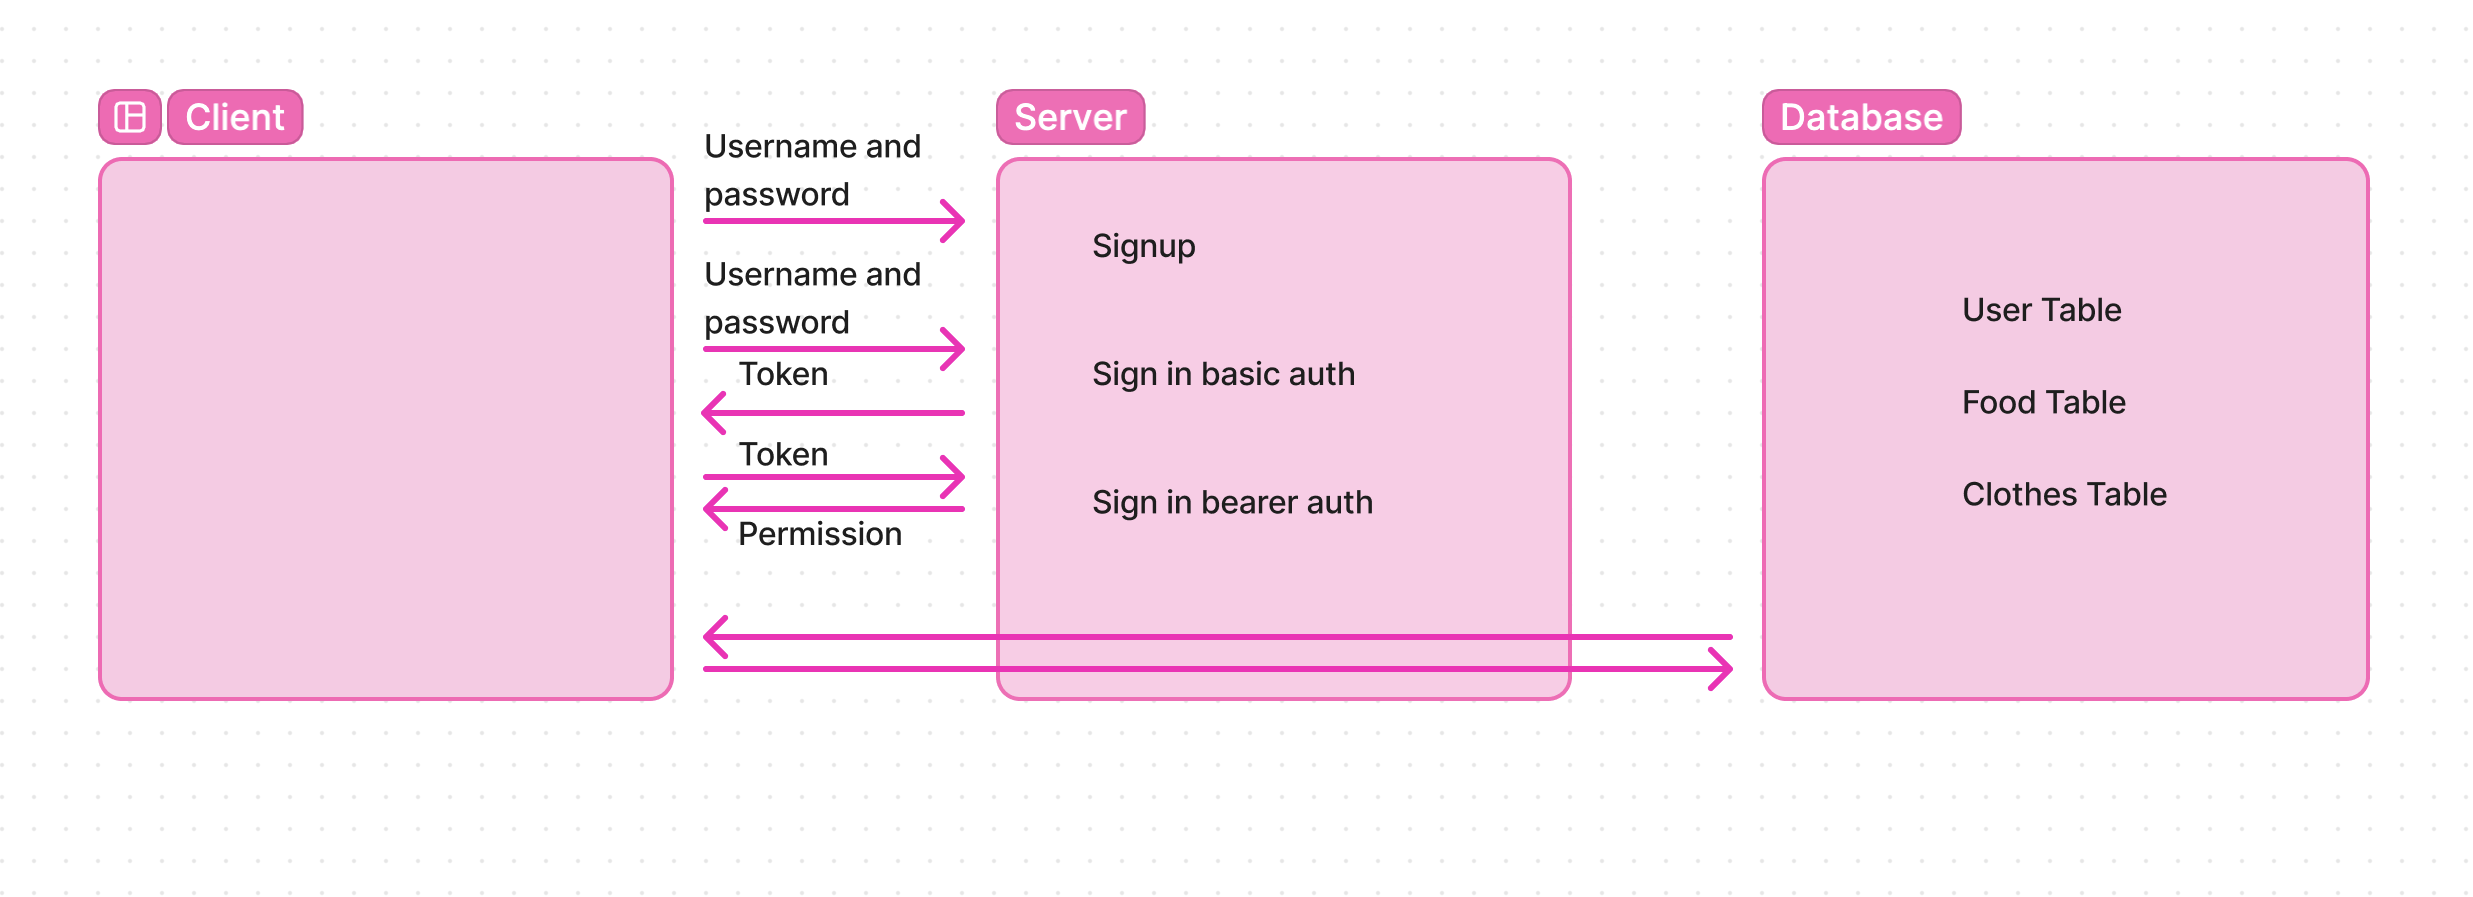 Client
Username and
password
Username and
password
Token
Token
Permission
Server
Signup
Sign in basic auth
Sign in bearer auth
Database
User Table
Food Table
Clothes Table